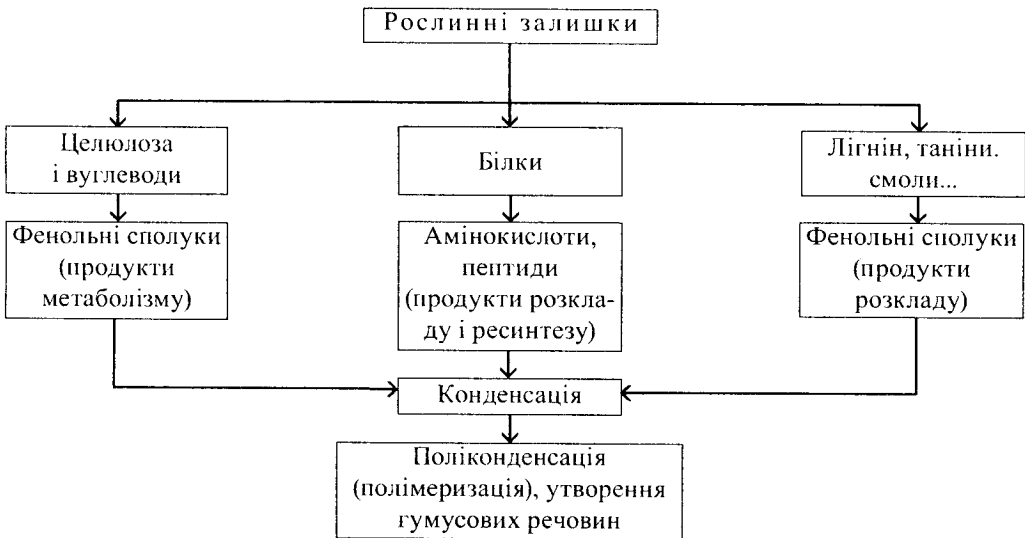 Рослинні залишки
Целюлоза
і вуглеводи
Білки
Лігнін, таніни.
смоли...
Фенольні сполуки
(продукти
метаболізму)
Амінокислоти,
пептиди
(продукти розкла-
ду і ресинтезу)
Фенольні сполуки
(продукти
розкладу)
Конденсація
Поліконденсація
(полімеризація), утворення
гумусових речовин